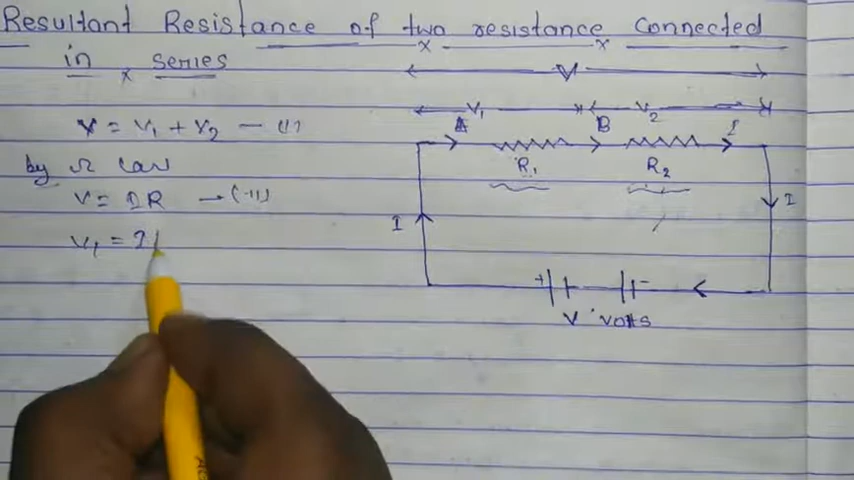 Resultant Resistance of two resistance Connected
in series
V
V1 V2
V = V1 + V2 — (i)
A B I
by Ω law
R1 R2
V = IR → (ii)
I
I
V1 = I
+ −
V volts